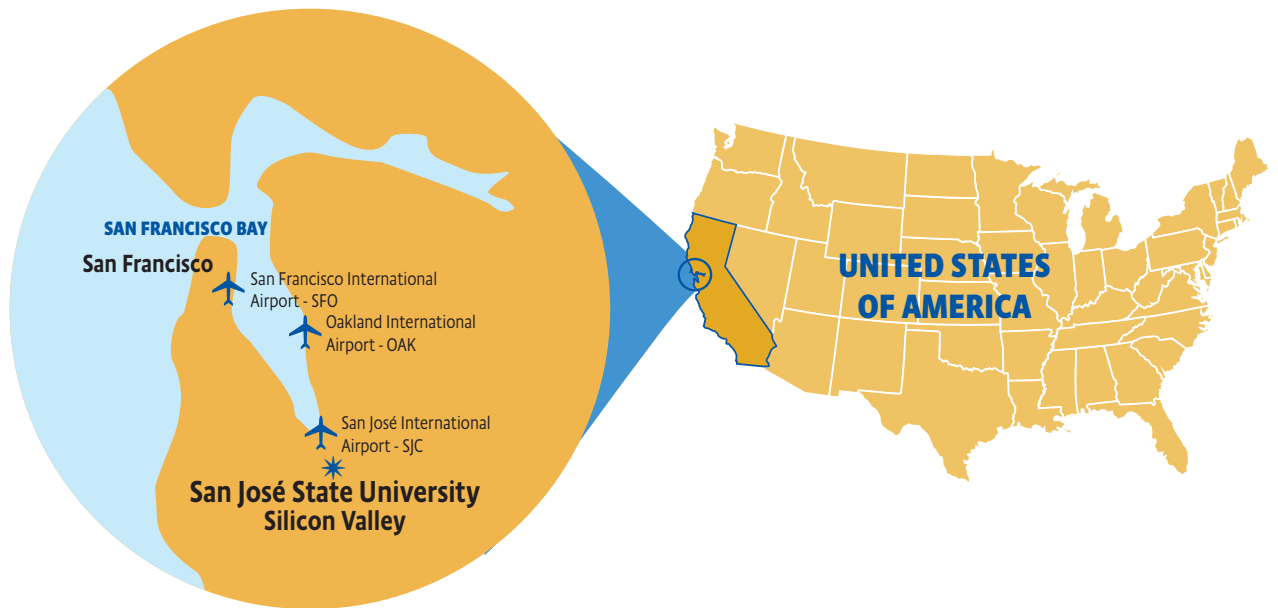 SAN FRANCISCO BAY
San Francisco
San Francisco International
Airport - SFO
Oakland International
Airport - OAK
San José International
Airport - SJC
San José State University
Silicon Valley
UNITED STATES
OF AMERICA